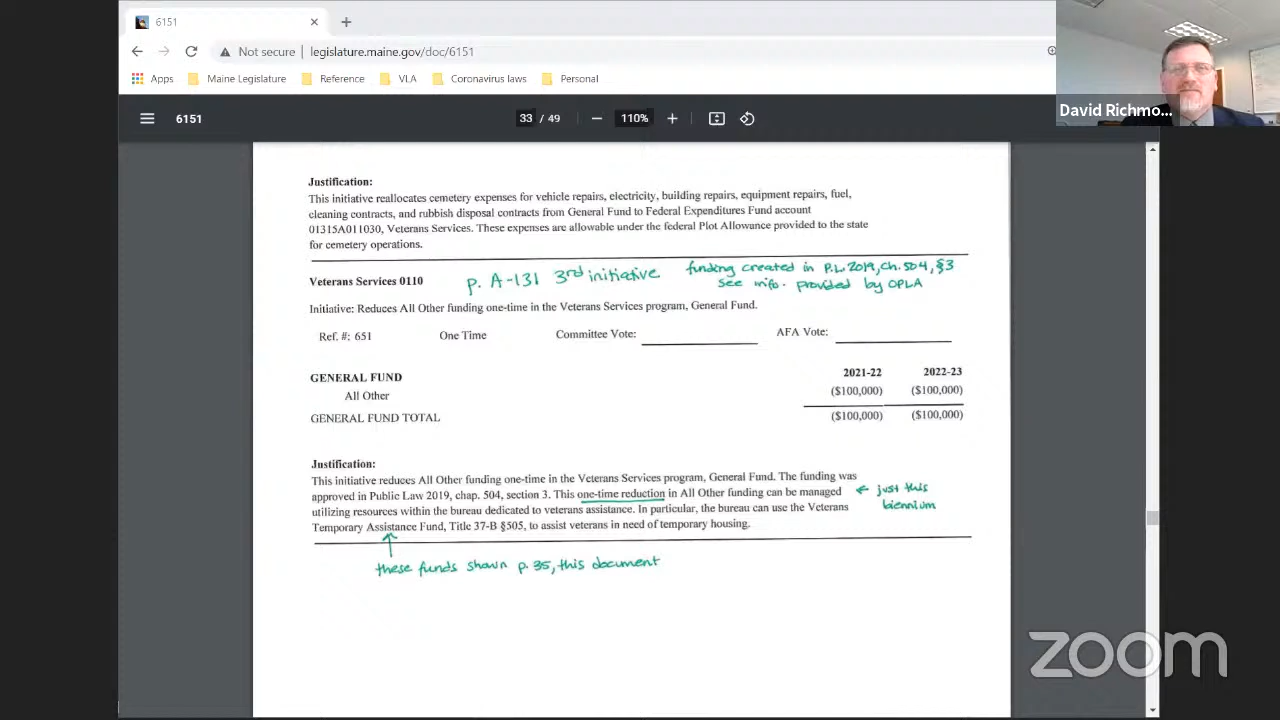 6151
Not secure | legislature.maine.gov/doc/6151
Apps Maine Legislature Reference VLA Coronavirus laws Personal
David Richmo...
6151 33 / 49 110%
Justification:
This initiative reallocates cemetery expenses for vehicle repairs, electricity, building repairs, equipment repairs, fuel,
cleaning contracts, and rubbish disposal contracts from General Fund to Federal Expenditures Fund account
01315A011030, Veterans Services. These expenses are allowable under the federal Plot Allowance provided to the state
for cemetery operations.
Veterans Services 0110 p. A-131 3rd initiative funding created in P.L. 2019, ch. 504, §3
see info. provided by OPLA
Initiative: Reduces All Other funding one-time in the Veterans Services program, General Fund.
Ref. #: 651 One Time Committee Vote: AFA Vote:
GENERAL FUND 2021-22 2022-23
All Other ($100,000) ($100,000)
GENERAL FUND TOTAL ($100,000) ($100,000)
Justification:
This initiative reduces All Other funding one-time in the Veterans Services program, General Fund. The funding was
approved in Public Law 2019, chap. 504, section 3. This one-time reduction in All Other funding can be managed
utilizing resources within the bureau dedicated to veterans assistance. In particular, the bureau can use the Veterans
Temporary Assistance Fund, Title 37-B §505, to assist veterans in need of temporary housing.
← just this
biennium
these funds shown p. 35, this document
zoom